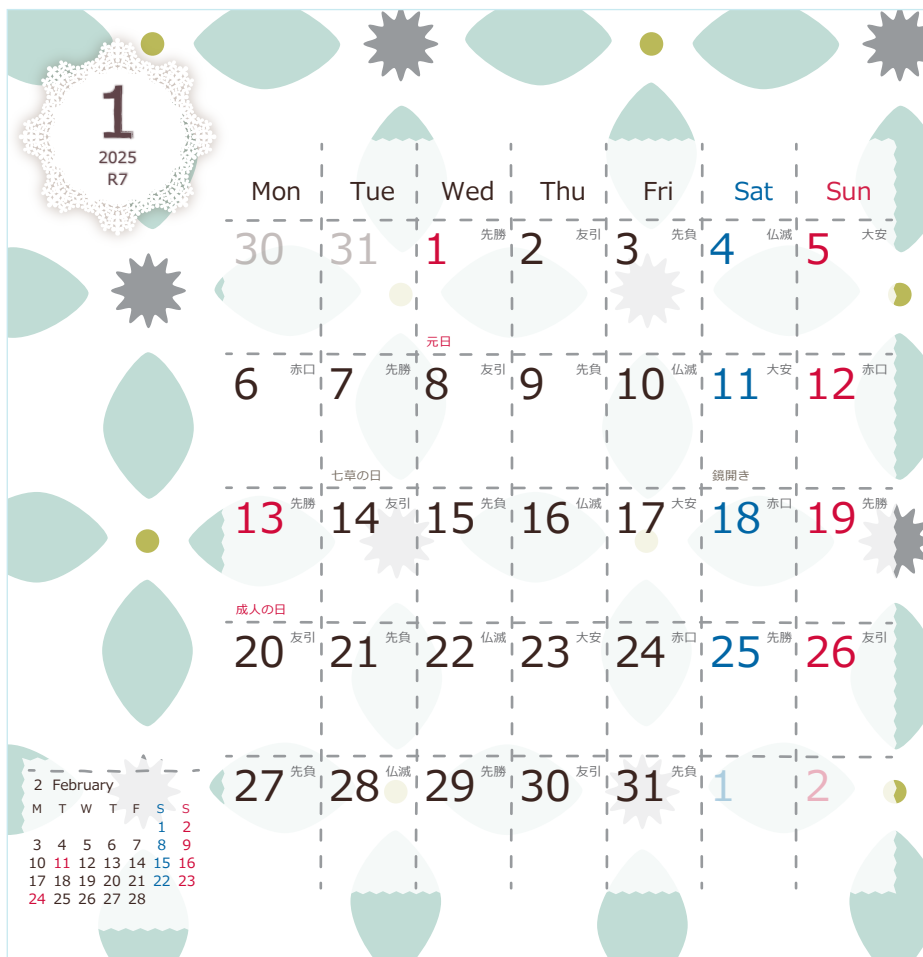 1
2025
R7
Mon Tue Wed Thu Fri Sat Sun
30 31 1 先勝 2 友引 3 先負 4 仏滅 5 大安
元日
6 赤口 7 先勝 8 友引 9 先負 10 仏滅 11 大安 12 赤口
七草の日 鏡開き
13 先勝 14 友引 15 先負 16 仏滅 17 大安 18 赤口 19 先勝
成人の日
20 友引 21 先負 22 仏滅 23 大安 24 赤口 25 先勝 26 友引
27 先負 28 仏滅 29 先勝 30 友引 31 先負 1 2
2 February
M T W T F S S
1 2
3 4 5 6 7 8 9
10 11 12 13 14 15 16
17 18 19 20 21 22 23
24 25 26 27 28